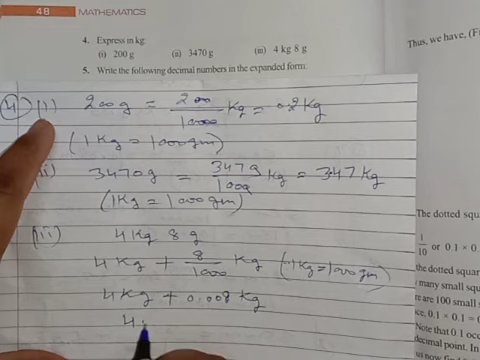 48 MATHEMATICS
4. Express in kg:
(i) 200 g (ii) 3470 g (iii) 4 kg 8 g
5. Write the following decimal numbers in the expanded form:
Thus, we have, (F
4) (i) 200g = 200/1000 Kg = 0.2 Kg
(1 Kg = 1000gm)
ii) 3470g = 3470/1000 Kg = 3.47 Kg
(1Kg = 1000gm)
(iii) 4 Kg 8 g
4 Kg + 8/1000 Kg (1Kg=1000gm)
4Kg + 0.008 Kg
4.
The dotted squ
1/10 or 0.1 × 0.
the dotted square
many small squ
re are 100 small
ce, 0.1 × 0.1 = 0
Note that 0.1 occ
decimal point. In